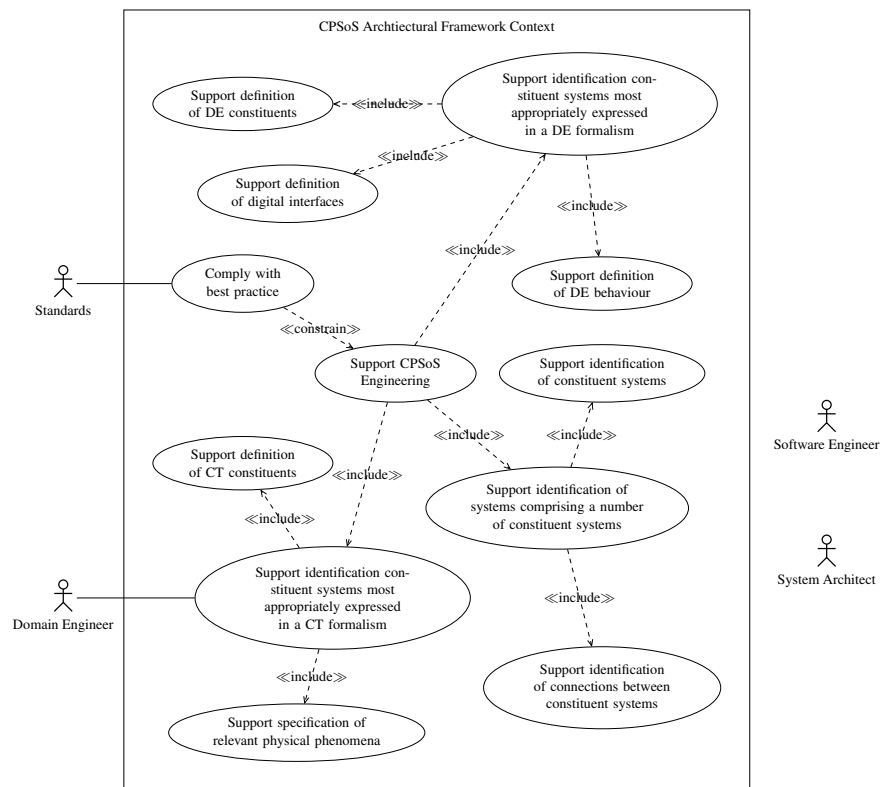 CPSoS Archtiectural Framework Context
Support identification con-
stituent systems most
appropriately expressed
in a DE formalism
Support definition
of DE constituents
≪include≫
≪include≫
Support definition
of digital interfaces
≪include≫
≪include≫
Comply with
best practice
Support definition
of DE behaviour
Standards
≪constrain≫
Support CPSoS
Engineering
Support identification
of constituent systems
Software Engineer
Support definition
of CT constituents
≪include≫
≪include≫
≪include≫
Support identification of
systems comprising a number
of constituent systems
≪include≫
Support identification con-
stituent systems most
appropriately expressed
in a CT formalism
System Architect
Domain Engineer
≪include≫
≪include≫
Support identification
of connections between
constituent systems
Support specification of
relevant physical phenomena